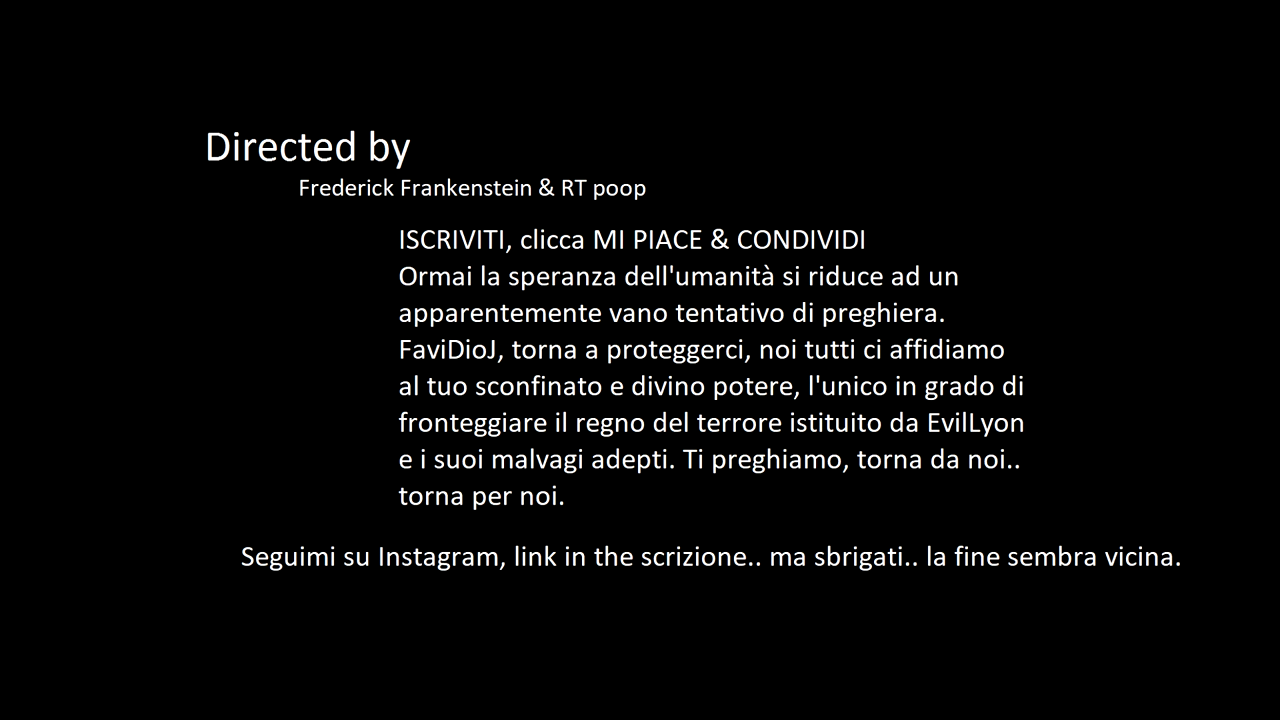 Directed by
Frederick Frankenstein & RT poop
ISCRIVITI, clicca MI PIACE & CONDIVIDI
Ormai la speranza dell'umanità si riduce ad un
apparentemente vano tentativo di preghiera.
FaviDioJ, torna a proteggerci, noi tutti ci affidiamo
al tuo sconfinato e divino potere, l'unico in grado di
fronteggiare il regno del terrore istituito da EvilLyon
e i suoi malvagi adepti. Ti preghiamo, torna da noi..
torna per noi.
Seguimi su Instagram, link in the scrizione.. ma sbrigati.. la fine sembra vicina.